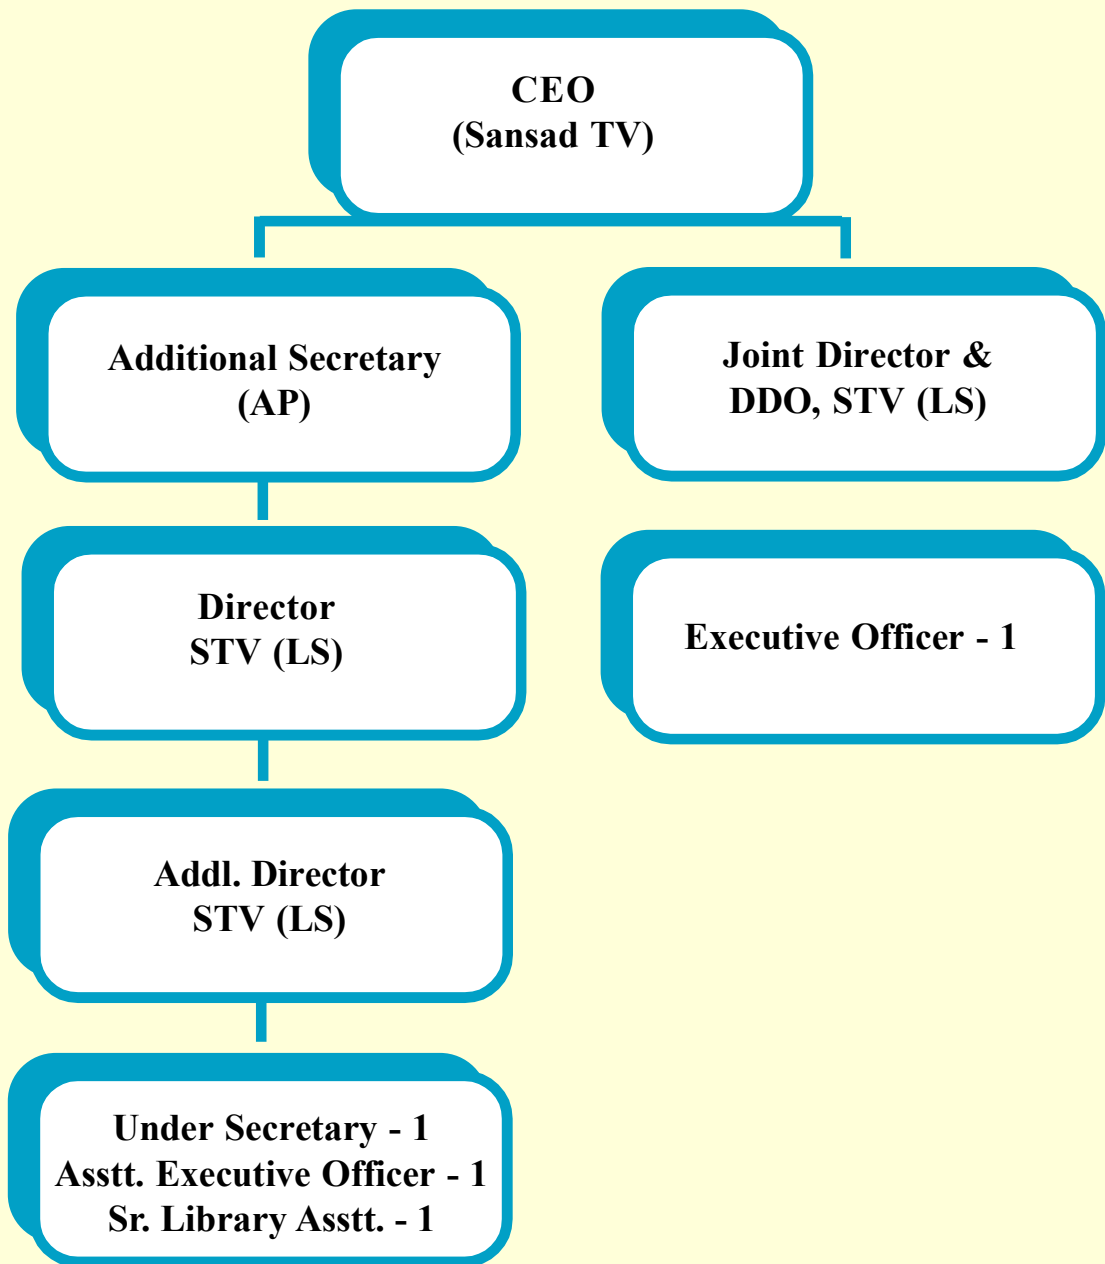 CEO
(Sansad TV)
Additional Secretary
(AP)
Joint Director &
DDO, STV (LS)
Director
STV (LS)
Executive Officer - 1
Addl. Director
STV (LS)
Under Secretary - 1
Asstt. Executive Officer - 1
Sr. Library Asstt. - 1